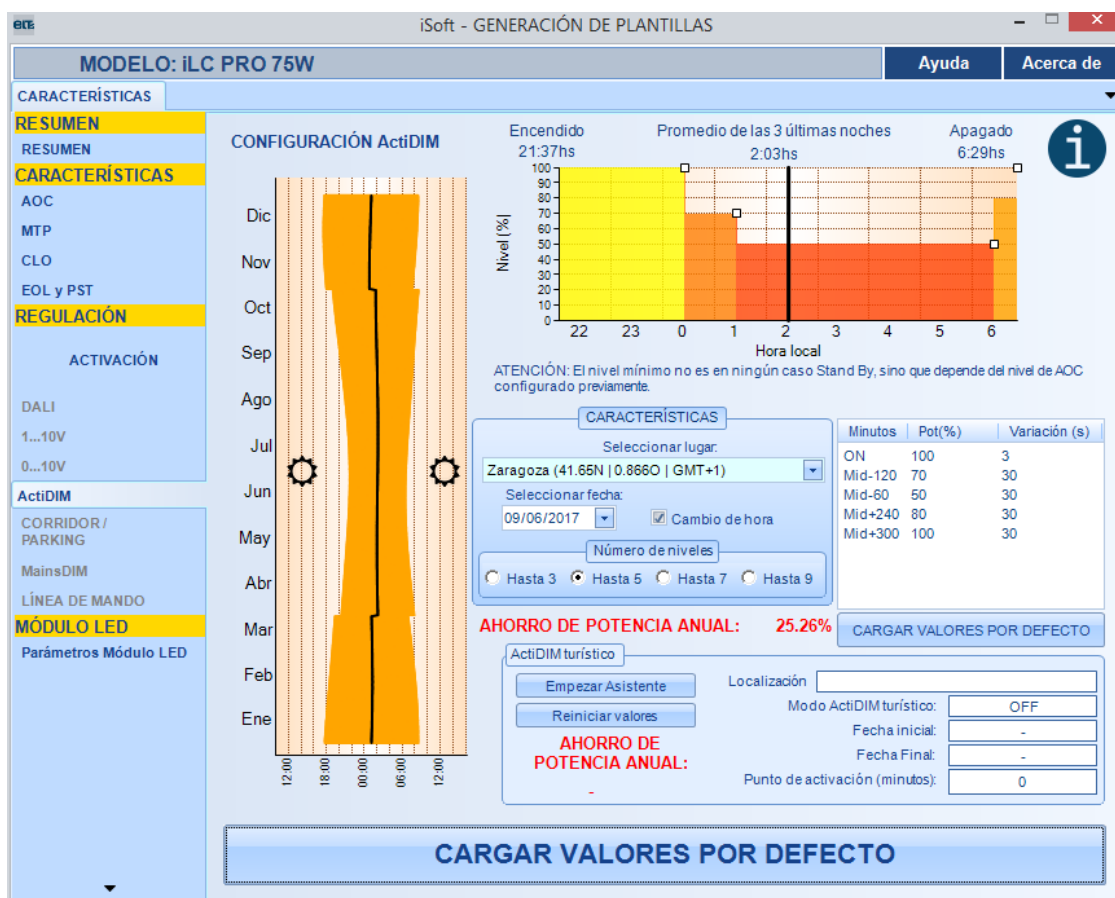 ELT
iSoft - GENERACIÓN DE PLANTILLAS
MODELO: iLC PRO 75W
Ayuda
Acerca de
CARACTERÍSTICAS
RESUMEN
RESUMEN
CARACTERÍSTICAS
AOC
MTP
CLO
EOL y PST
REGULACIÓN
ACTIVACIÓN
DALI
1...10V
0...10V
ActiDIM
CORRIDOR /
PARKING
MainsDIM
LÍNEA DE MANDO
MÓDULO LED
Parámetros Módulo LED
CONFIGURACIÓN ActiDIM
Dic
Nov
Oct
Sep
Ago
Jul
Jun
May
Abr
Mar
Feb
Ene
12:00 18:00 00:00 06:00 12:00
Encendido Promedio de las 3 últimas noches Apagado
21:37hs 2:03hs 6:29hs
i
Nivel [%]
100
90
80
70
60
50
40
30
20
10
0
22 23 0 1 2 3 4 5 6
Hora local
ATENCIÓN: El nivel mínimo no es en ningún caso Stand By, sino que depende del nivel de AOC
configurado previamente.
CARACTERÍSTICAS
Seleccionar lugar:
Zaragoza (41.65N | 0.866O | GMT+1)
Seleccionar fecha:
09/06/2017 Cambio de hora
Número de niveles
Hasta 3 Hasta 5 Hasta 7 Hasta 9
Minutos Pot(%) Variación (s)
ON 100 3
Mid-120 70 30
Mid-60 50 30
Mid+240 80 30
Mid+300 100 30
AHORRO DE POTENCIA ANUAL: 25.26%
CARGAR VALORES POR DEFECTO
ActiDIM turístico
Empezar Asistente
Reiniciar valores
AHORRO DE
POTENCIA ANUAL:
-
Localización
Modo ActiDIM turístico: OFF
Fecha inicial: -
Fecha Final: -
Punto de activación (minutos): 0
CARGAR VALORES POR DEFECTO